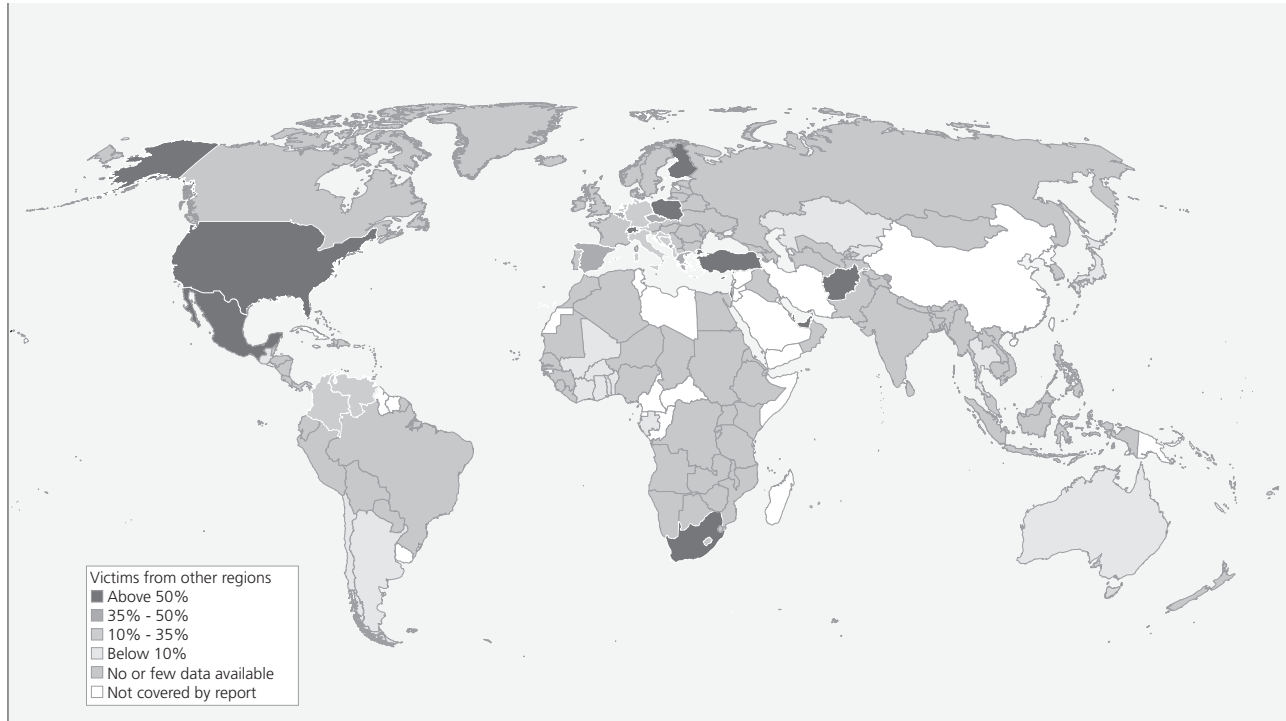 Victims from other regions
Above 50%
35% - 50%
10% - 35%
Below 10%
No or few data available
Not covered by report